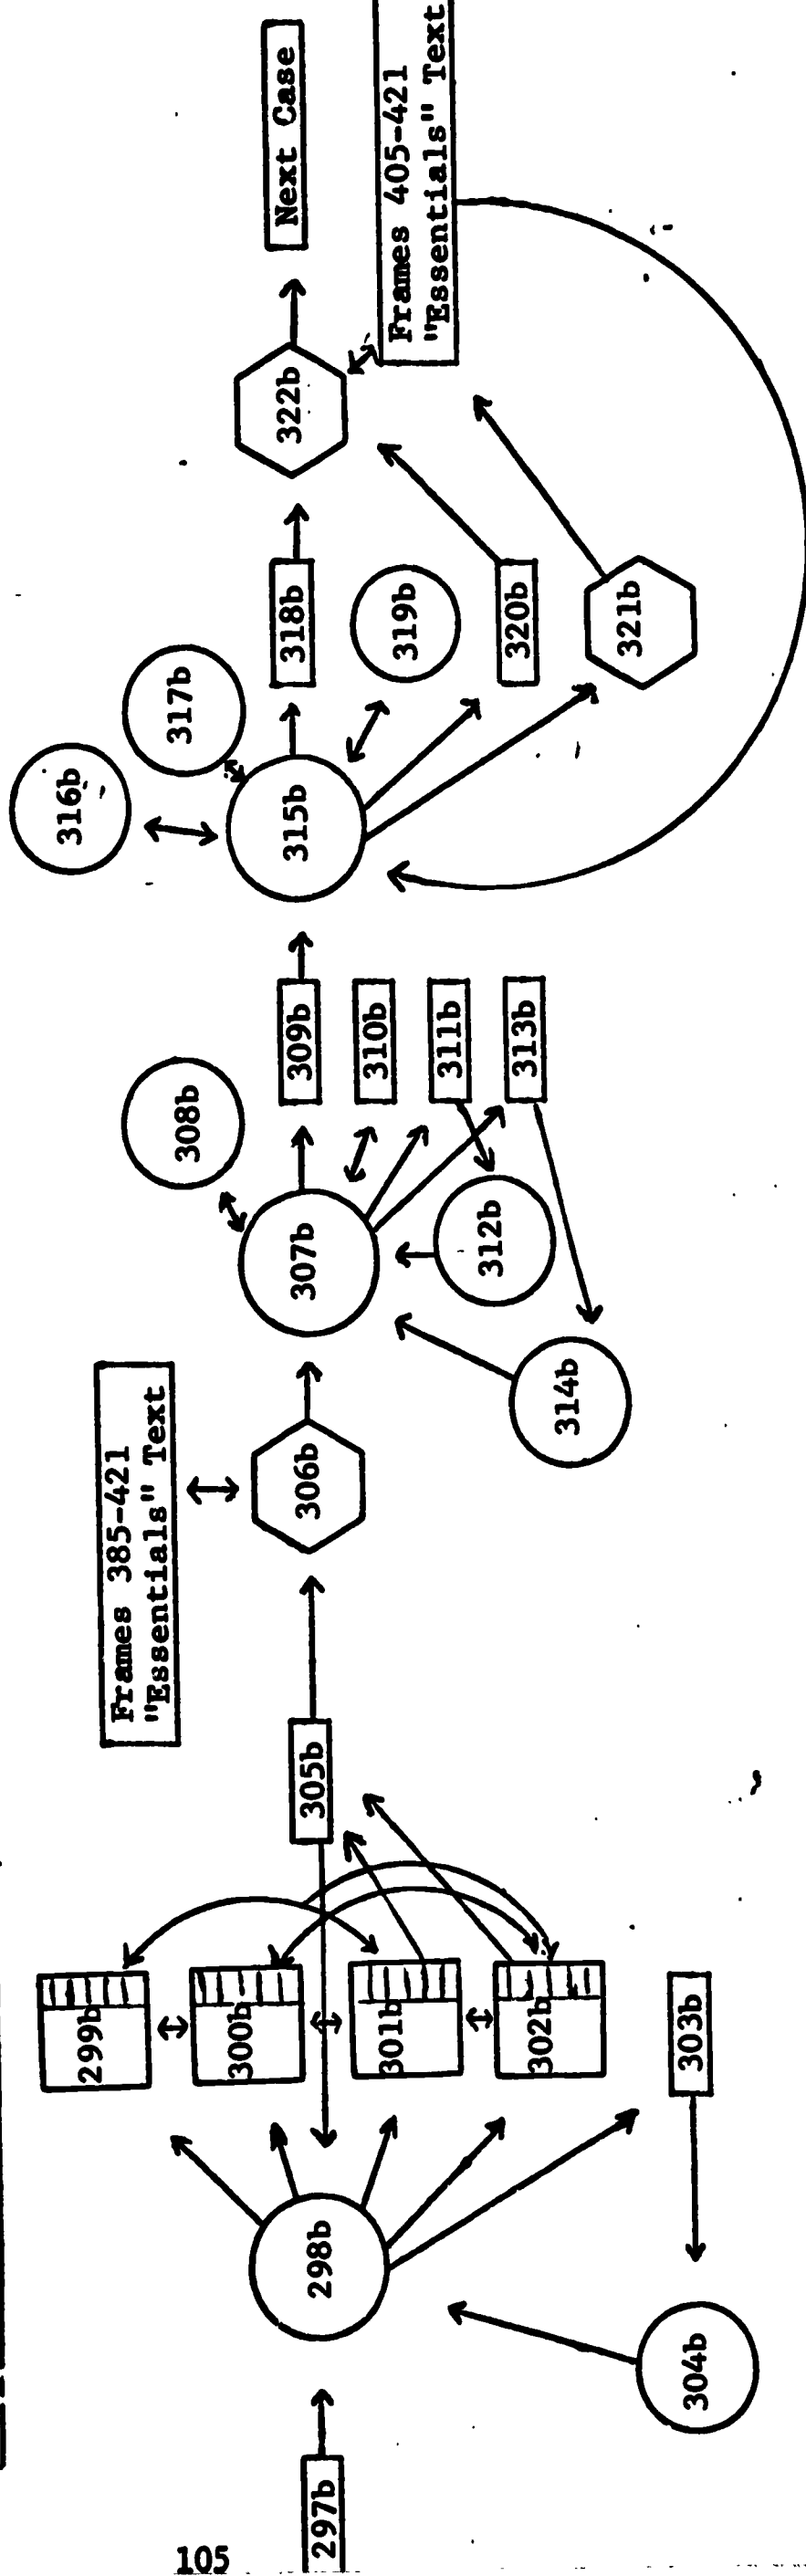 105
297b
298b
299b
300b
301b
302b
303b
304b
305b
Frames 385-421
"Essentials" Text
306b
307b
308b
309b
310b
311b
312b
313b
314b
315b
316b
317b
318b
319b
320b
321b
322b
Next Case
Frames 405-421
"Essentials" Text